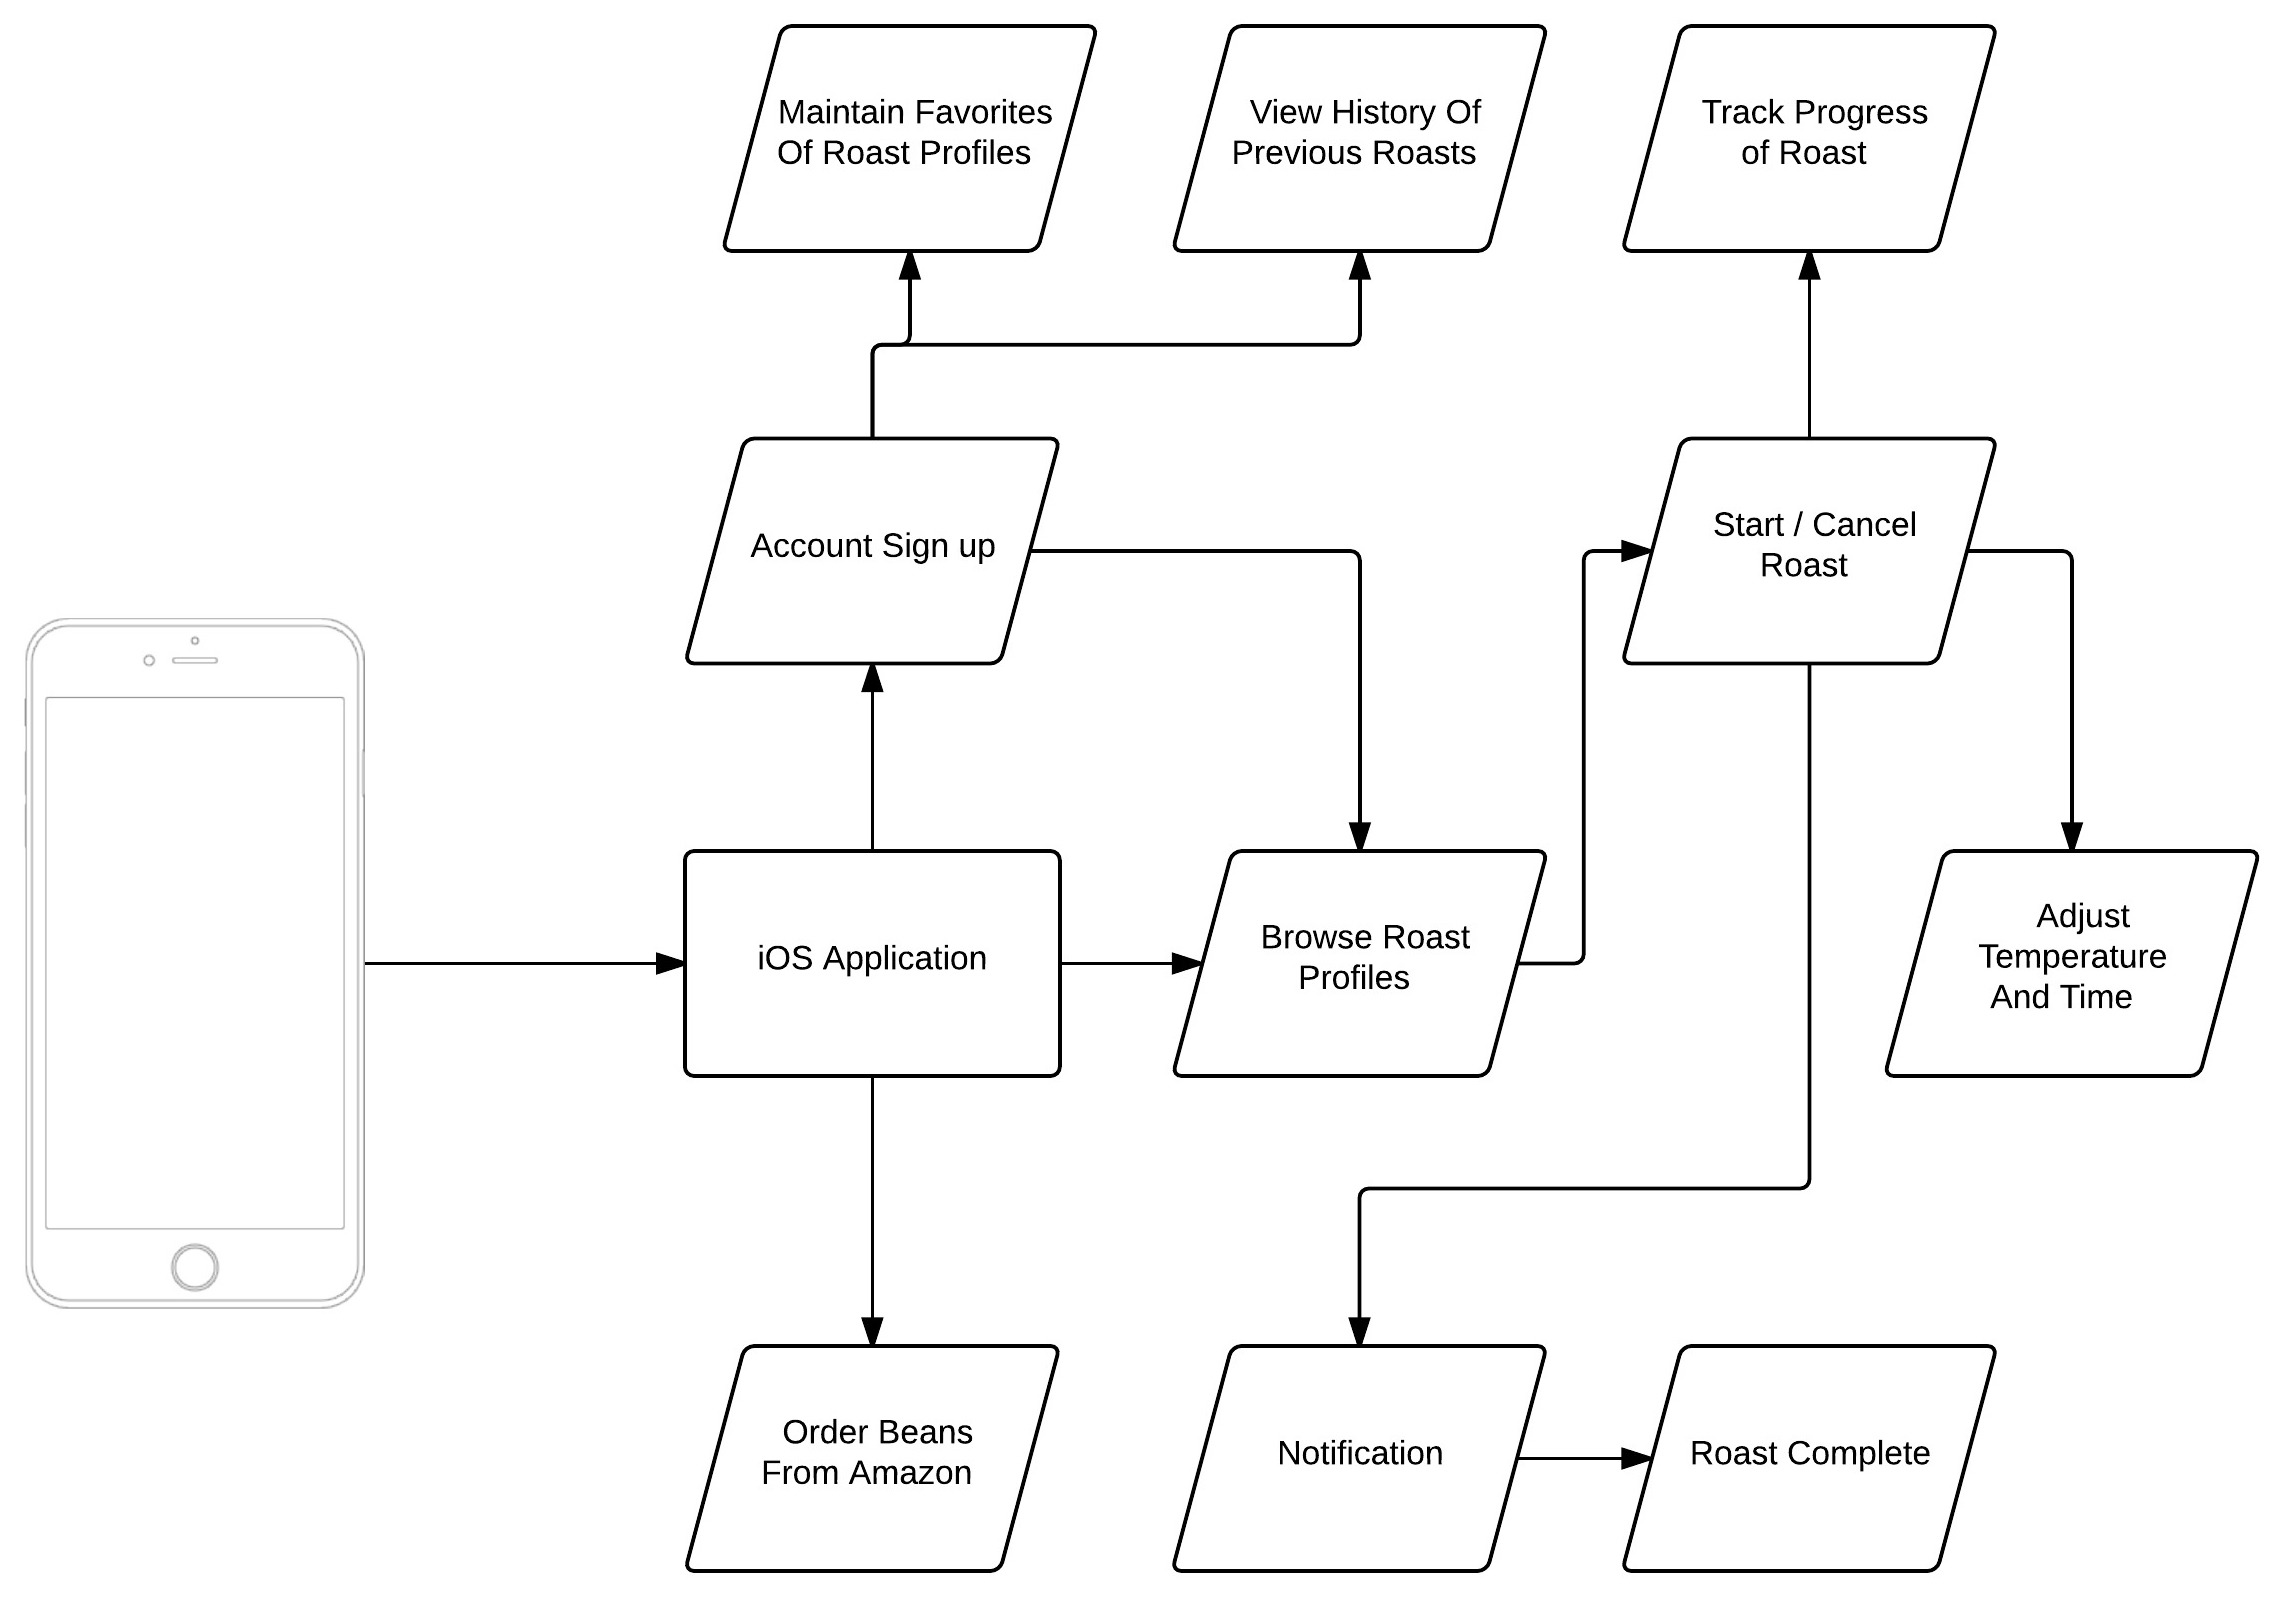 Maintain Favorites
Of Roast Profiles
View History Of
Previous Roasts
Track Progress
of Roast
Account Sign up
Start / Cancel
Roast
iOS Application
Browse Roast
Profiles
Adjust
Temperature
And Time
Order Beans
From Amazon
Notification
Roast Complete